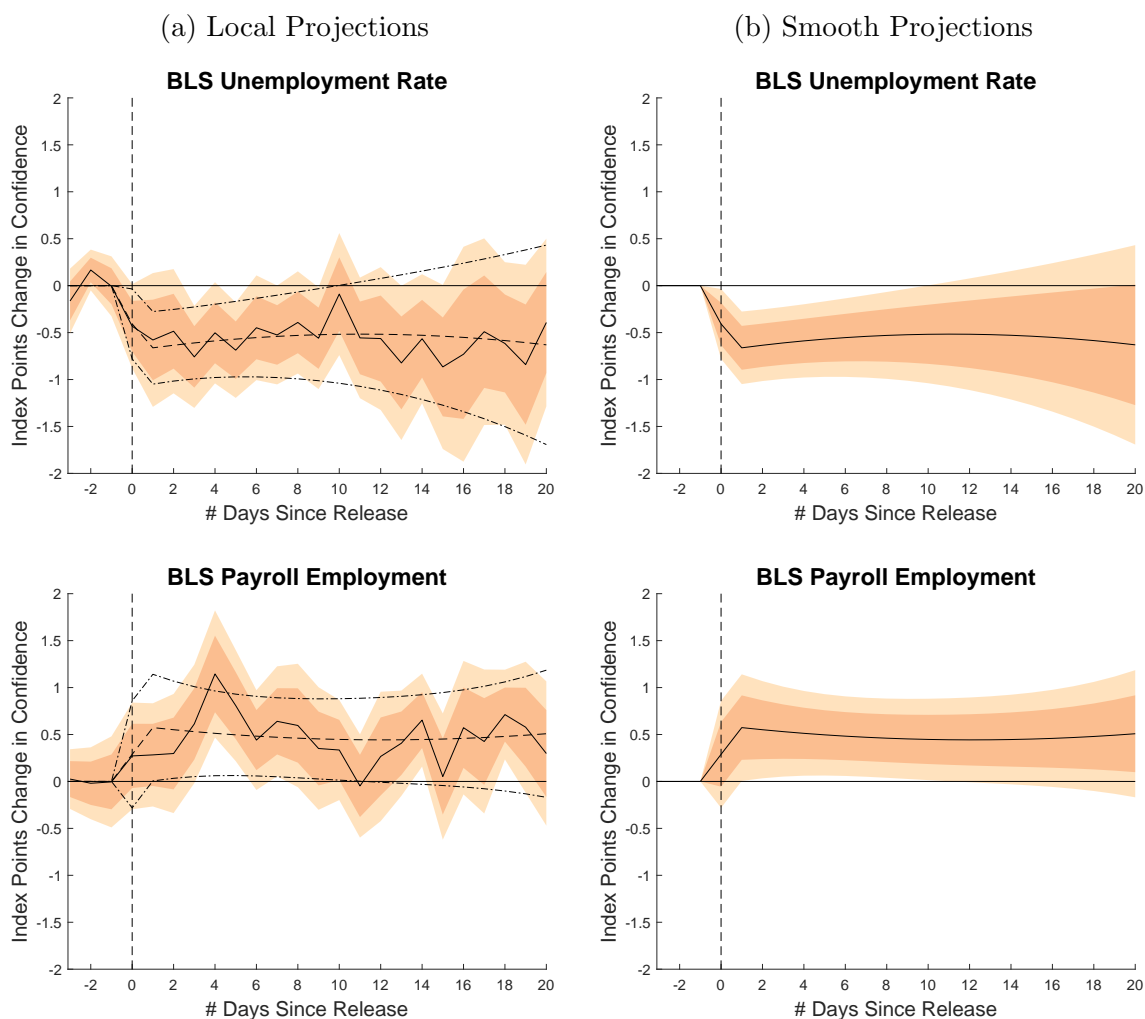 (a) Local Projections
(b) Smooth Projections
BLS Unemployment Rate
Index Points Change in Confidence
2
1.5
1
0.5
0
-0.5
-1
-1.5
-2
-2 0 2 4 6 8 10 12 14 16 18 20
# Days Since Release
BLS Unemployment Rate
Index Points Change in Confidence
2
1.5
1
0.5
0
-0.5
-1
-1.5
-2
-2 0 2 4 6 8 10 12 14 16 18 20
# Days Since Release
BLS Payroll Employment
Index Points Change in Confidence
2
1.5
1
0.5
0
-0.5
-1
-1.5
-2
-2 0 2 4 6 8 10 12 14 16 18 20
# Days Since Release
BLS Payroll Employment
Index Points Change in Confidence
2
1.5
1
0.5
0
-0.5
-1
-1.5
-2
-2 0 2 4 6 8 10 12 14 16 18 20
# Days Since Release